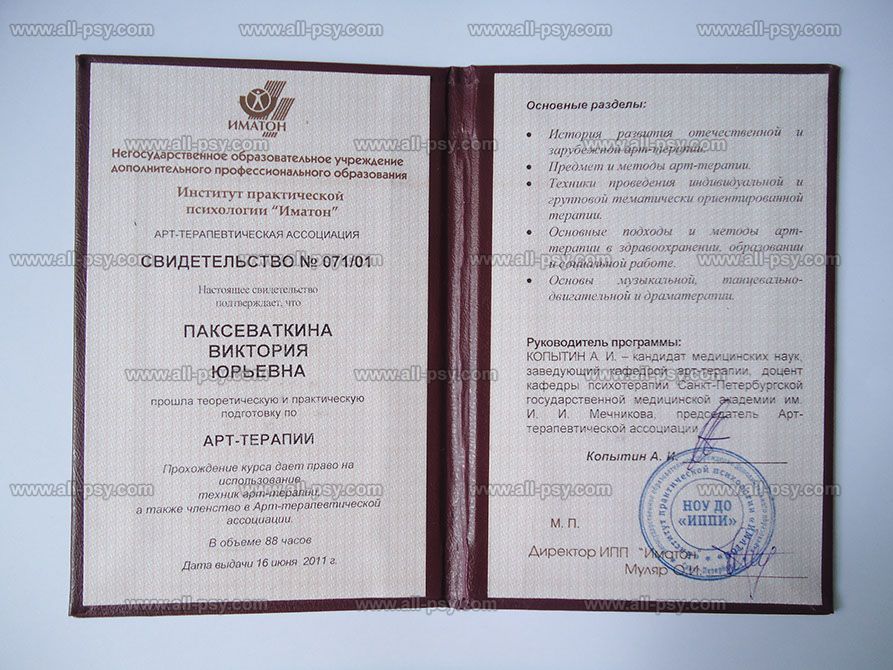 ИМАТОН
Негосударственное образовательное учреждение
дополнительного профессионального образования
Институт практической
психологии "Иматон"
АРТ-ТЕРАПЕВТИЧЕСКАЯ АССОЦИАЦИЯ
СВИДЕТЕЛЬСТВО № 071/01
Настоящее свидетельство
подтверждает, что
ПАКСЕВАТКИНА
ВИКТОРИЯ
ЮРЬЕВНА
прошла теоретическую и практическую
подготовку по
АРТ-ТЕРАПИИ
Прохождение курса дает право на
использование
техник арт-терапии,
а также членство в Арт-терапевтической
ассоциации.
В объеме 88 часов
Дата выдачи 16 июня 2011 г.
Основные разделы:
• История развития отечественной и
зарубежной арт-терапии.
• Предмет и методы арт-терапии.
• Техники проведения индивидуальной и
групповой тематически ориентированной
терапии.
• Основные подходы и методы арт-
терапии в здравоохранении, образовании
и социальной работе.
• Основы музыкальной, танцевально-
двигательной и драматерапии.
Руководитель программы:
КОПЫТИН А. И. – кандидат медицинских наук,
заведующий кафедрой арт-терапии, доцент
кафедры психотерапии Санкт-Петербургской
государственной медицинской академии им.
И. И. Мечникова, председатель Арт-
терапевтической ассоциации
Копытин А. И.
НОУ ДО
«ИППИ»
Институт практической психологии «Иматон»
М. П.
Директор ИПП "Иматон"
Муляр О.И.
www.all-psy.com